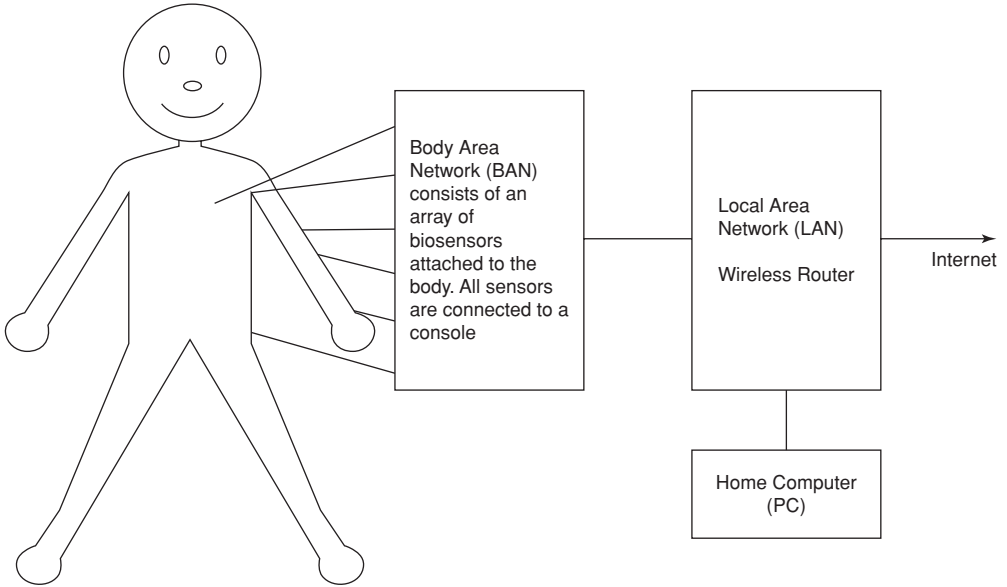 Body Area
Network (BAN)
consists of an
array of
biosensors
attached to the
body. All sensors
are connected to a
console
Local Area
Network (LAN)
Wireless Router
Internet
Home Computer
(PC)